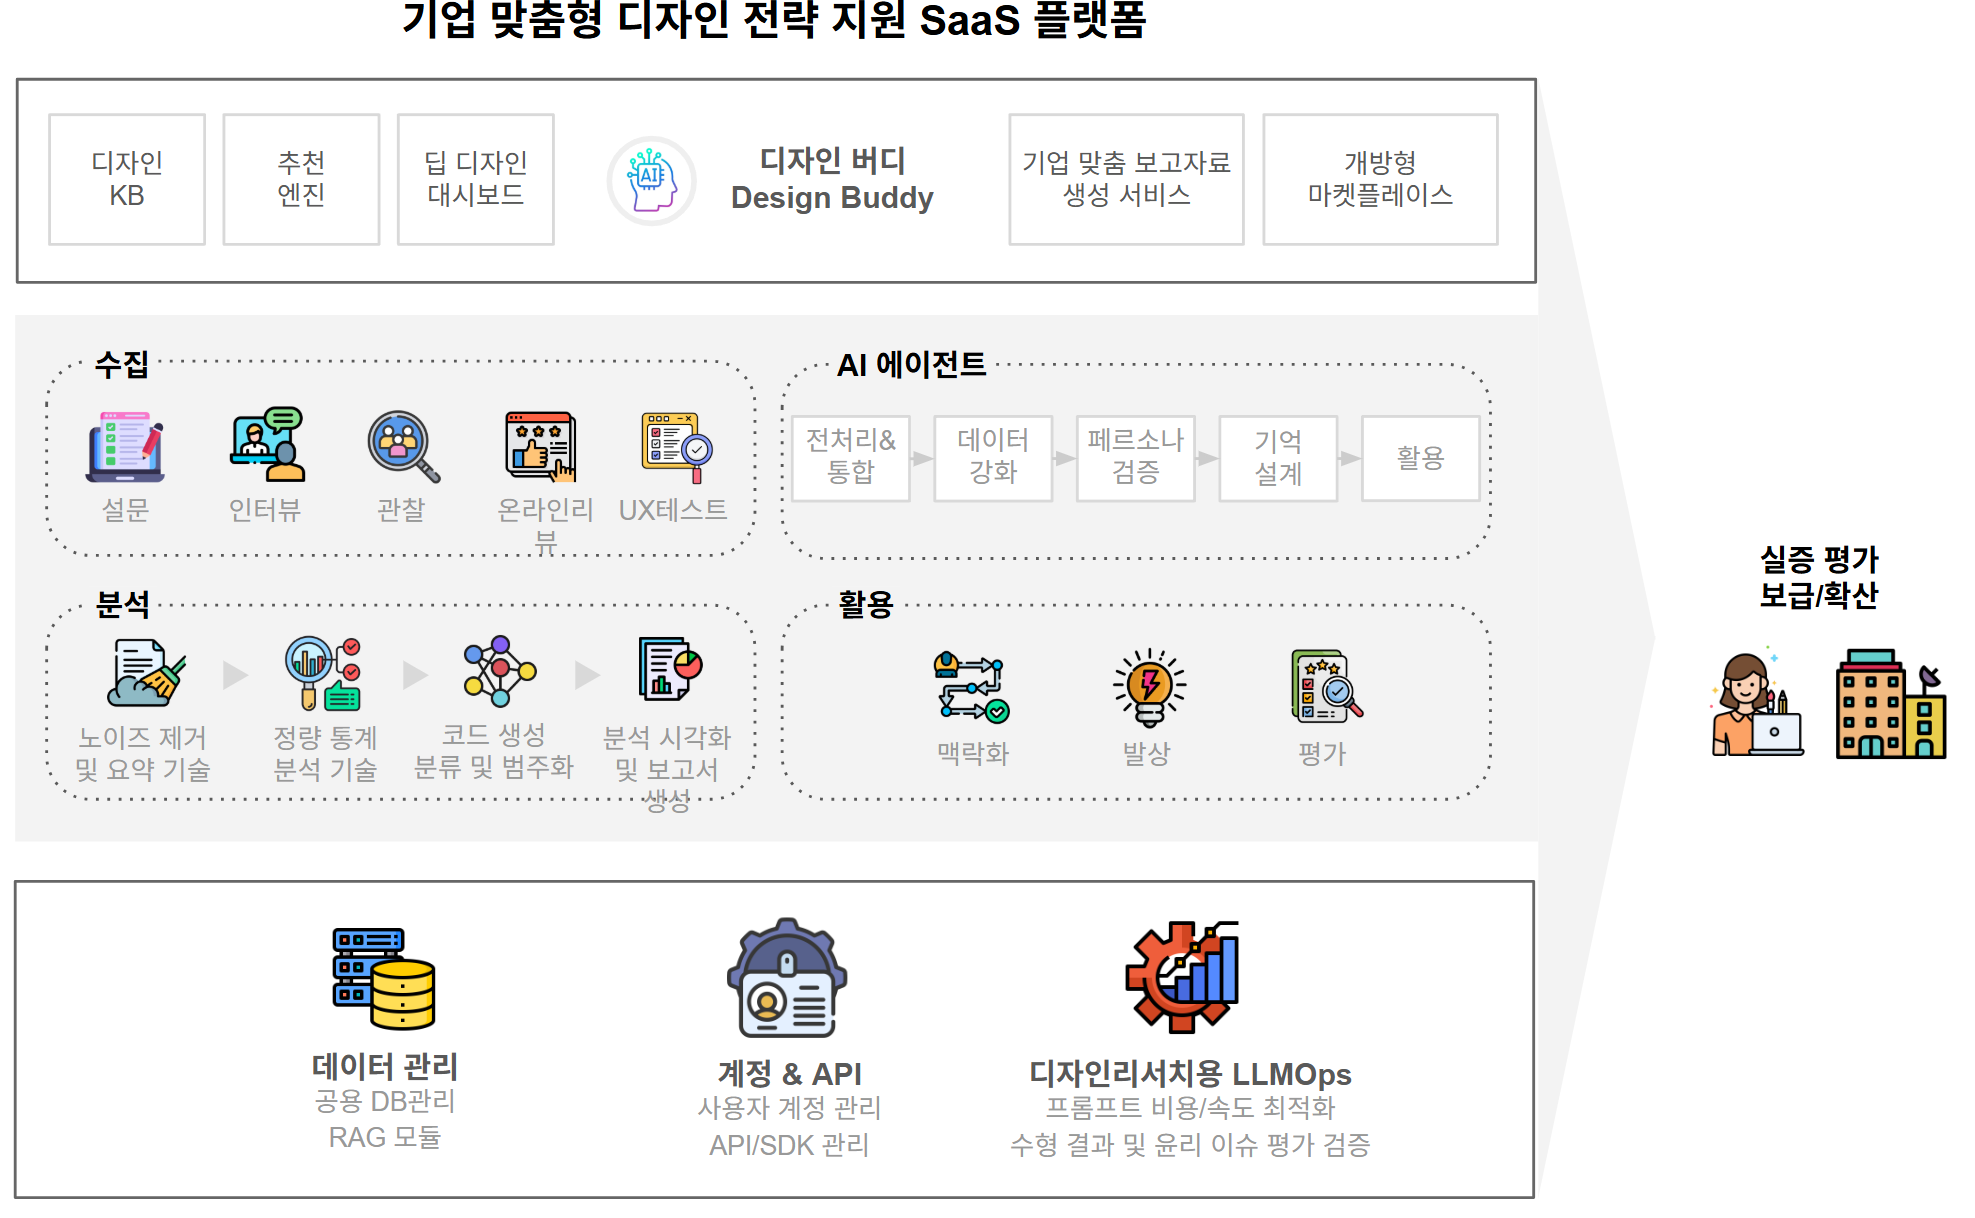 기업 맞춤형 디자인 전략 지원 SaaS 플랫폼
디자인
KB
추천
엔진
딥 디자인
대시보드
AI
디자인 버디
Design Buddy
기업 맞춤 보고자료
생성 서비스
개방형
마켓플레이스
수집
설문
인터뷰
관찰
온라인리
뷰
UX테스트
AI 에이전트
전처리&
통합
데이터
강화
페르소나
검증
기억
설계
활용
분석
노이즈 제거
및 요약 기술
정량 통계
분석 기술
코드 생성
분류 및 범주화
분석 시각화
및 보고서
생성
활용
맥락화
발상
평가
실증 평가
보급/확산
데이터 관리
공용 DB관리
RAG 모듈
계정 & API
사용자 계정 관리
API/SDK 관리
디자인리서치용 LLMOps
프롬프트 비용/속도 최적화
수형 결과 및 윤리 이슈 평가 검증